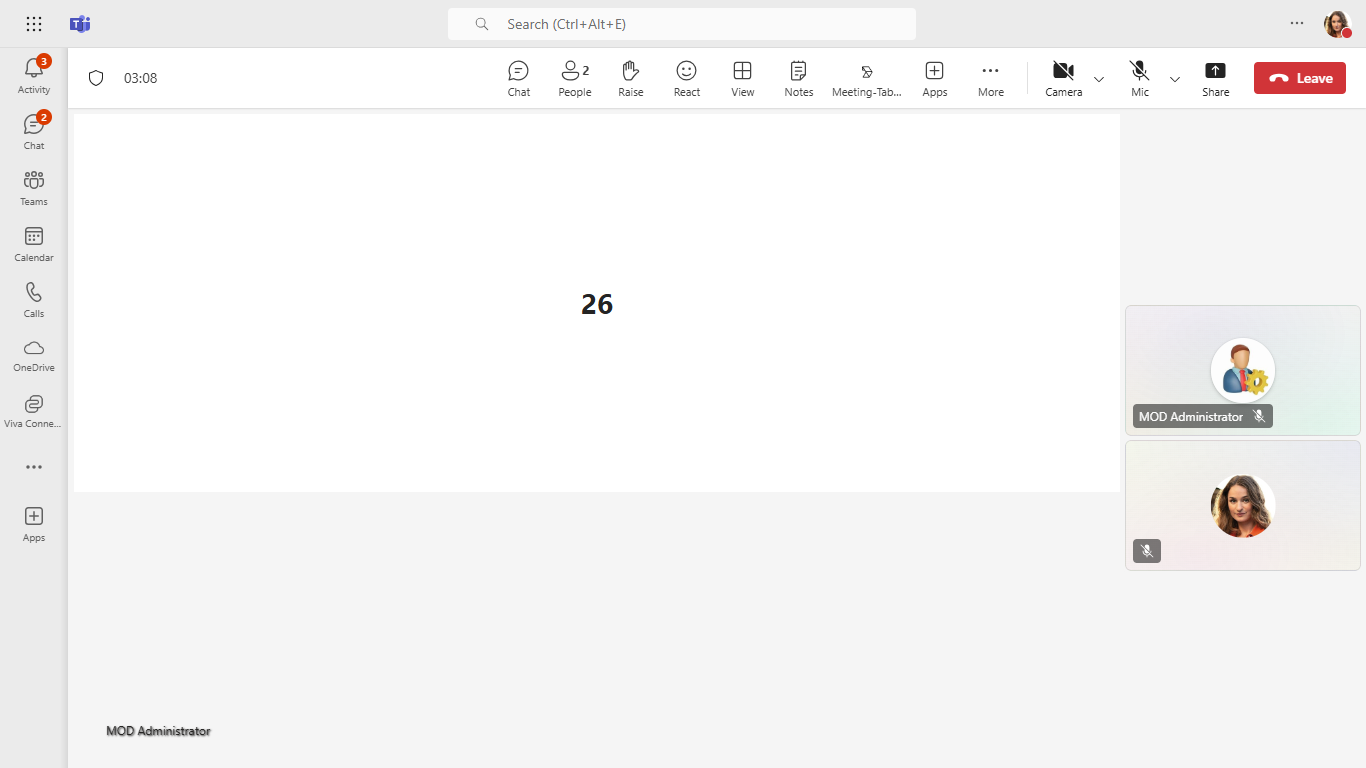 Search (Ctrl+Alt+E)
03:08
Chat
2
People
Raise
React
View
Notes
Meeting-Tab...
Apps
More
Camera
Mic
Share
Leave
3
Activity
2
Chat
Teams
Calendar
Calls
OneDrive
Viva Conne...
Apps
26
MOD Administrator
MOD Administrator